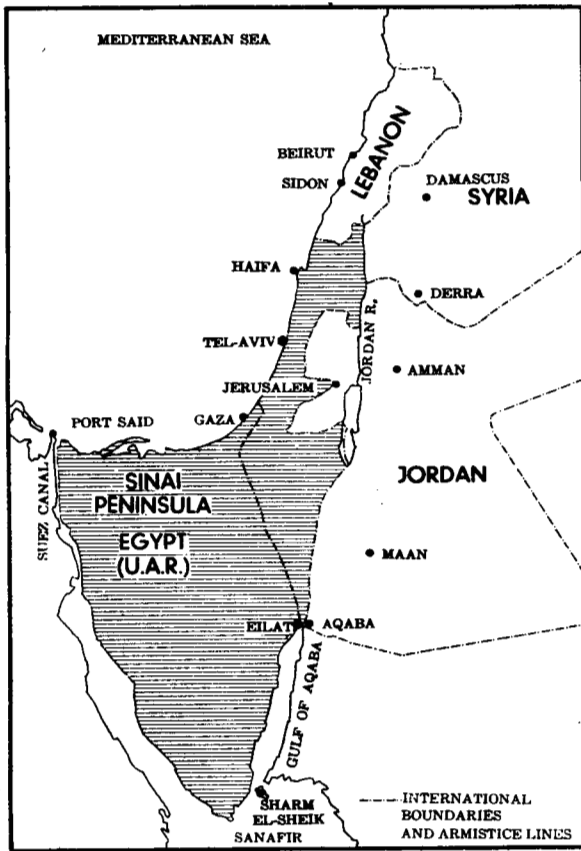 MEDITERRANEAN SEA
BEIRUT
LEBANON
SIDON
DAMASCUS
SYRIA
HAIFA
DERRA
JORDAN R.
TEL-AVIV
AMMAN
JERUSALEM
GAZA
PORT SAID
SUEZ CANAL
SINAI
PENINSULA
JORDAN
EGYPT
(U.A.R.)
MAAN
EILAT
AQABA
GULF OF AQABA
SHARM
EL-SHEIK
SANAFIR
INTERNATIONAL
BOUNDARIES
AND ARMISTICE LINES